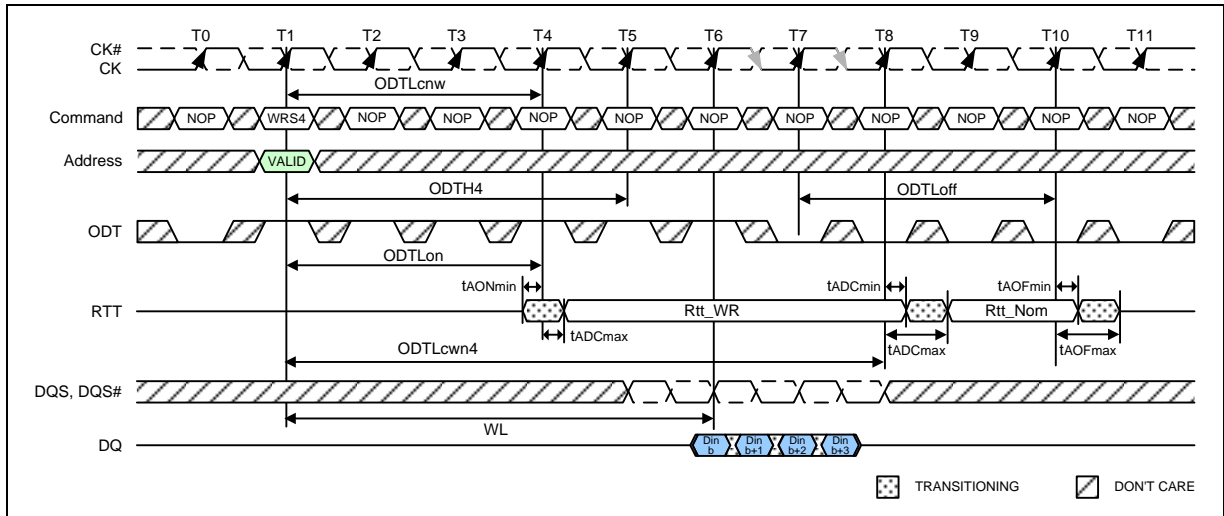 T0 T1 T2 T3 T4 T5 T6 T7 T8 T9 T10 T11
CK#
CK
ODTLcnw
Command NOP WRS4 NOP NOP NOP NOP NOP NOP NOP NOP NOP NOP
Address VALID
ODTH4 ODTLoff
ODT
ODTLon
tAONmin tADCmin tAOFmin
RTT Rtt_WR Rtt_Nom
tADCmax tADCmax tAOFmax
ODTLcwn4
DQS, DQS#
WL
DQ Din b Din b+1 Din b+2 Din b+3
TRANSITIONING DON'T CARE